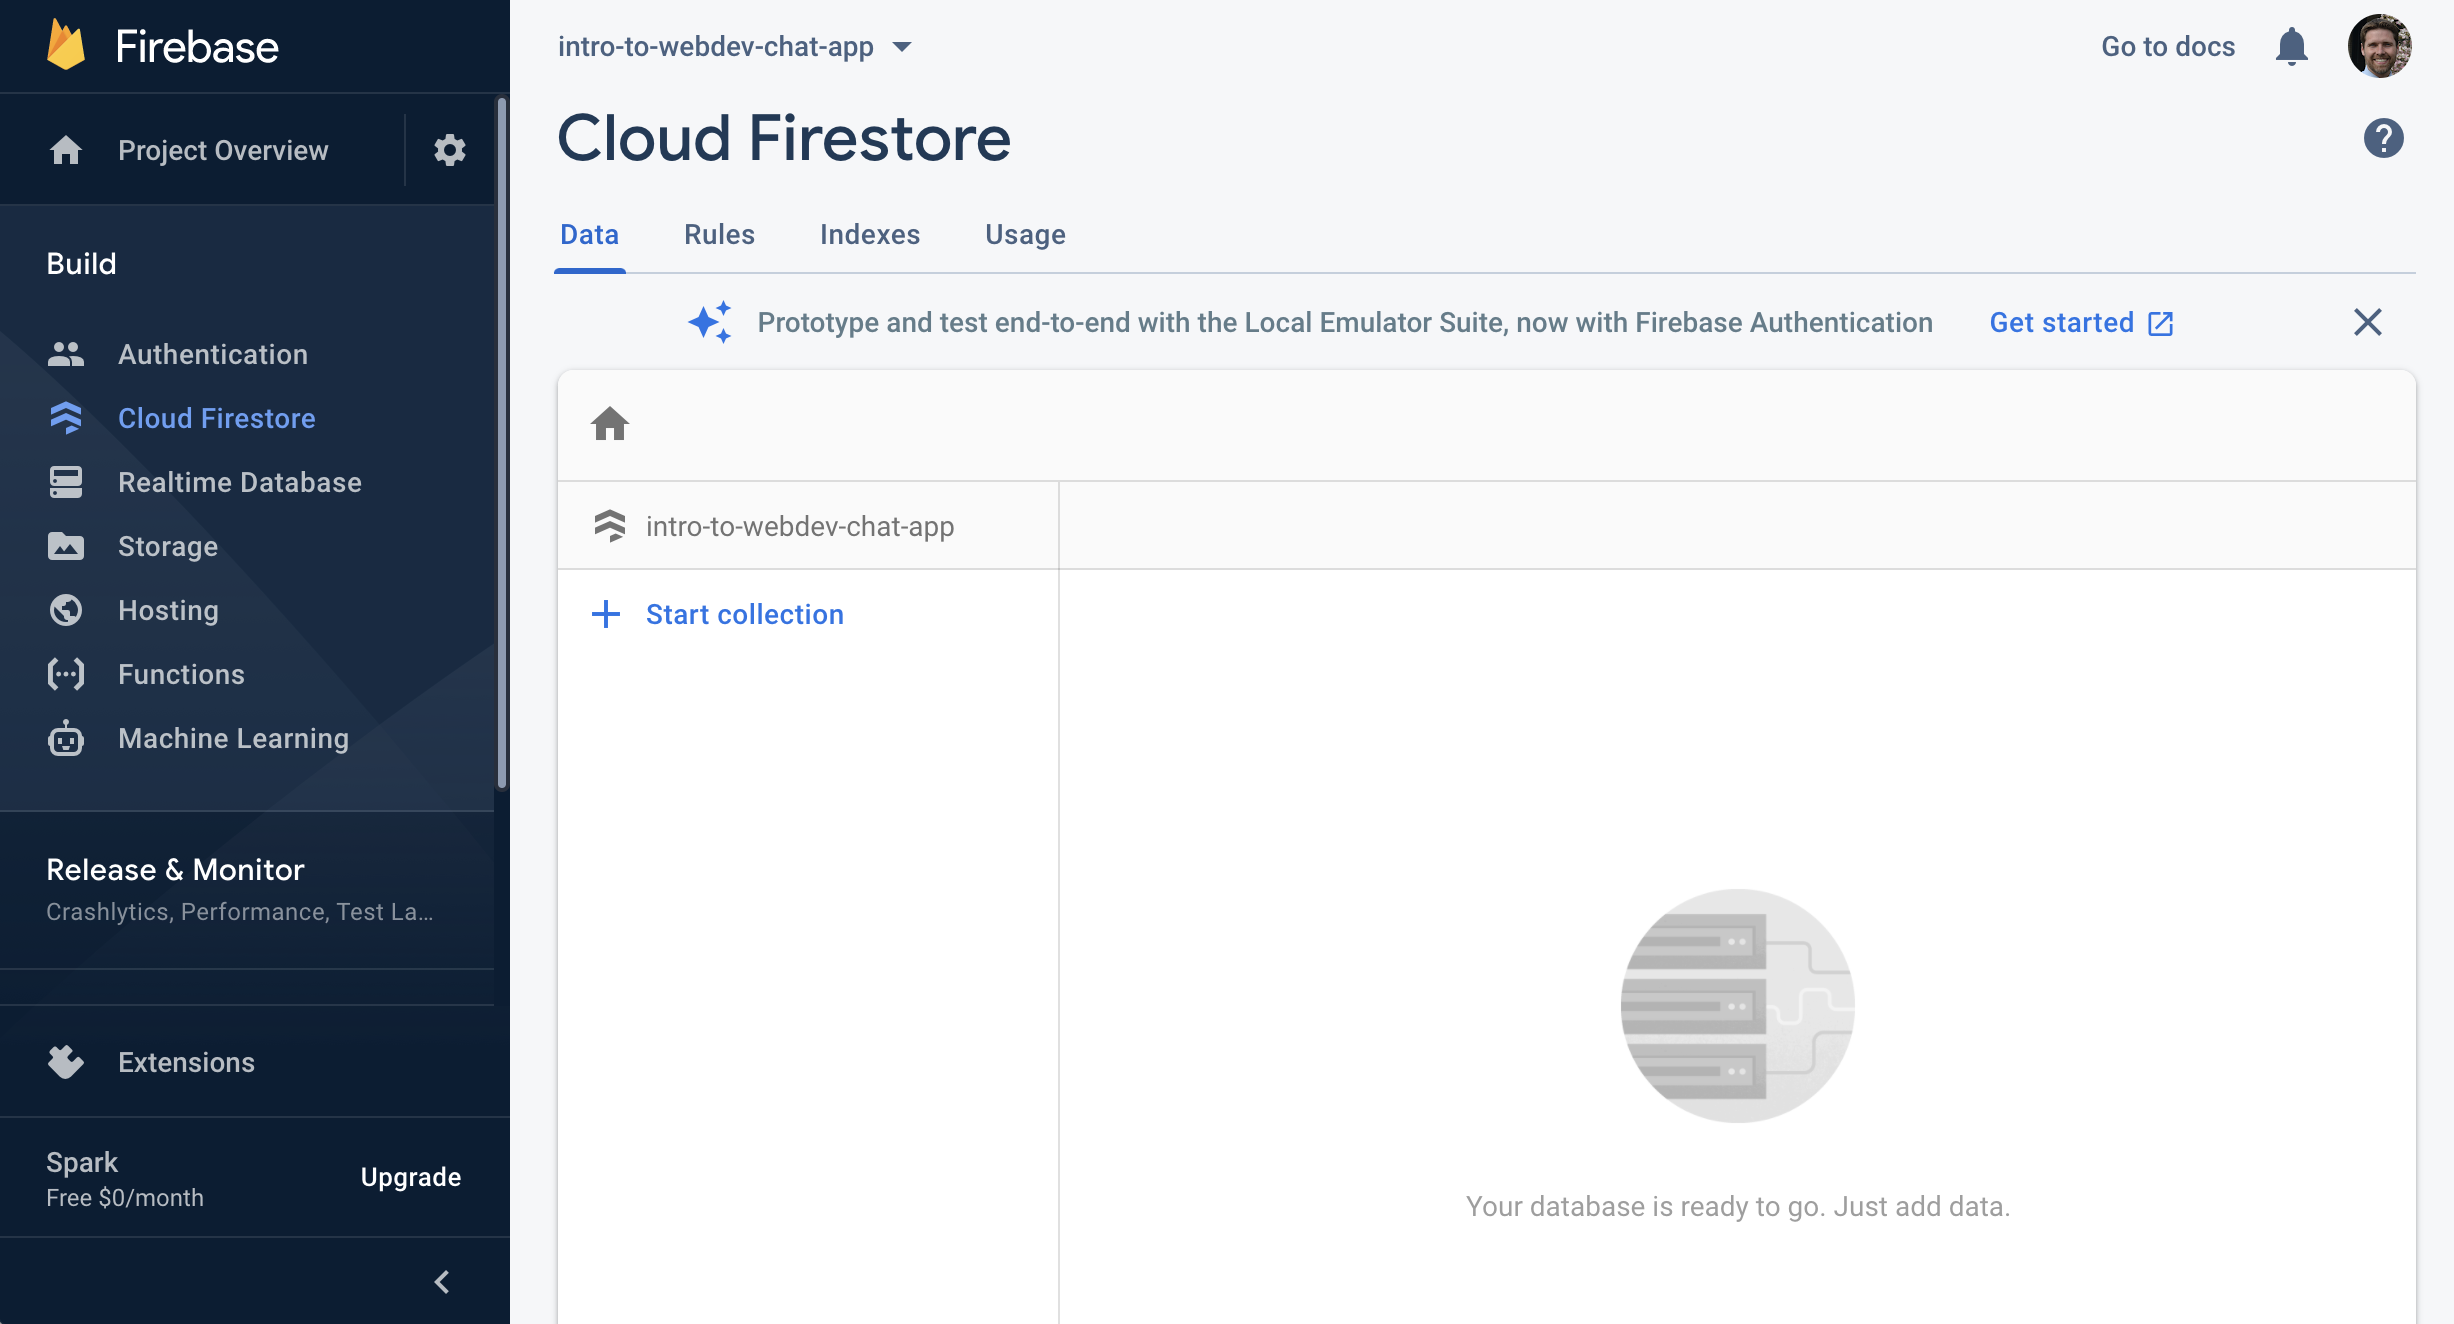 Firebase
Project Overview
Build
Authentication
Cloud Firestore
Realtime Database
Storage
Hosting
Functions
Machine Learning
Release & Monitor
Crashlytics, Performance, Test La...
Extensions
Spark
Free $0/month
Upgrade
intro-to-webdev-chat-app
Go to docs
Cloud Firestore
Data Rules Indexes Usage
Prototype and test end-to-end with the Local Emulator Suite, now with Firebase Authentication Get started
intro-to-webdev-chat-app
Start collection
Your database is ready to go. Just add data.